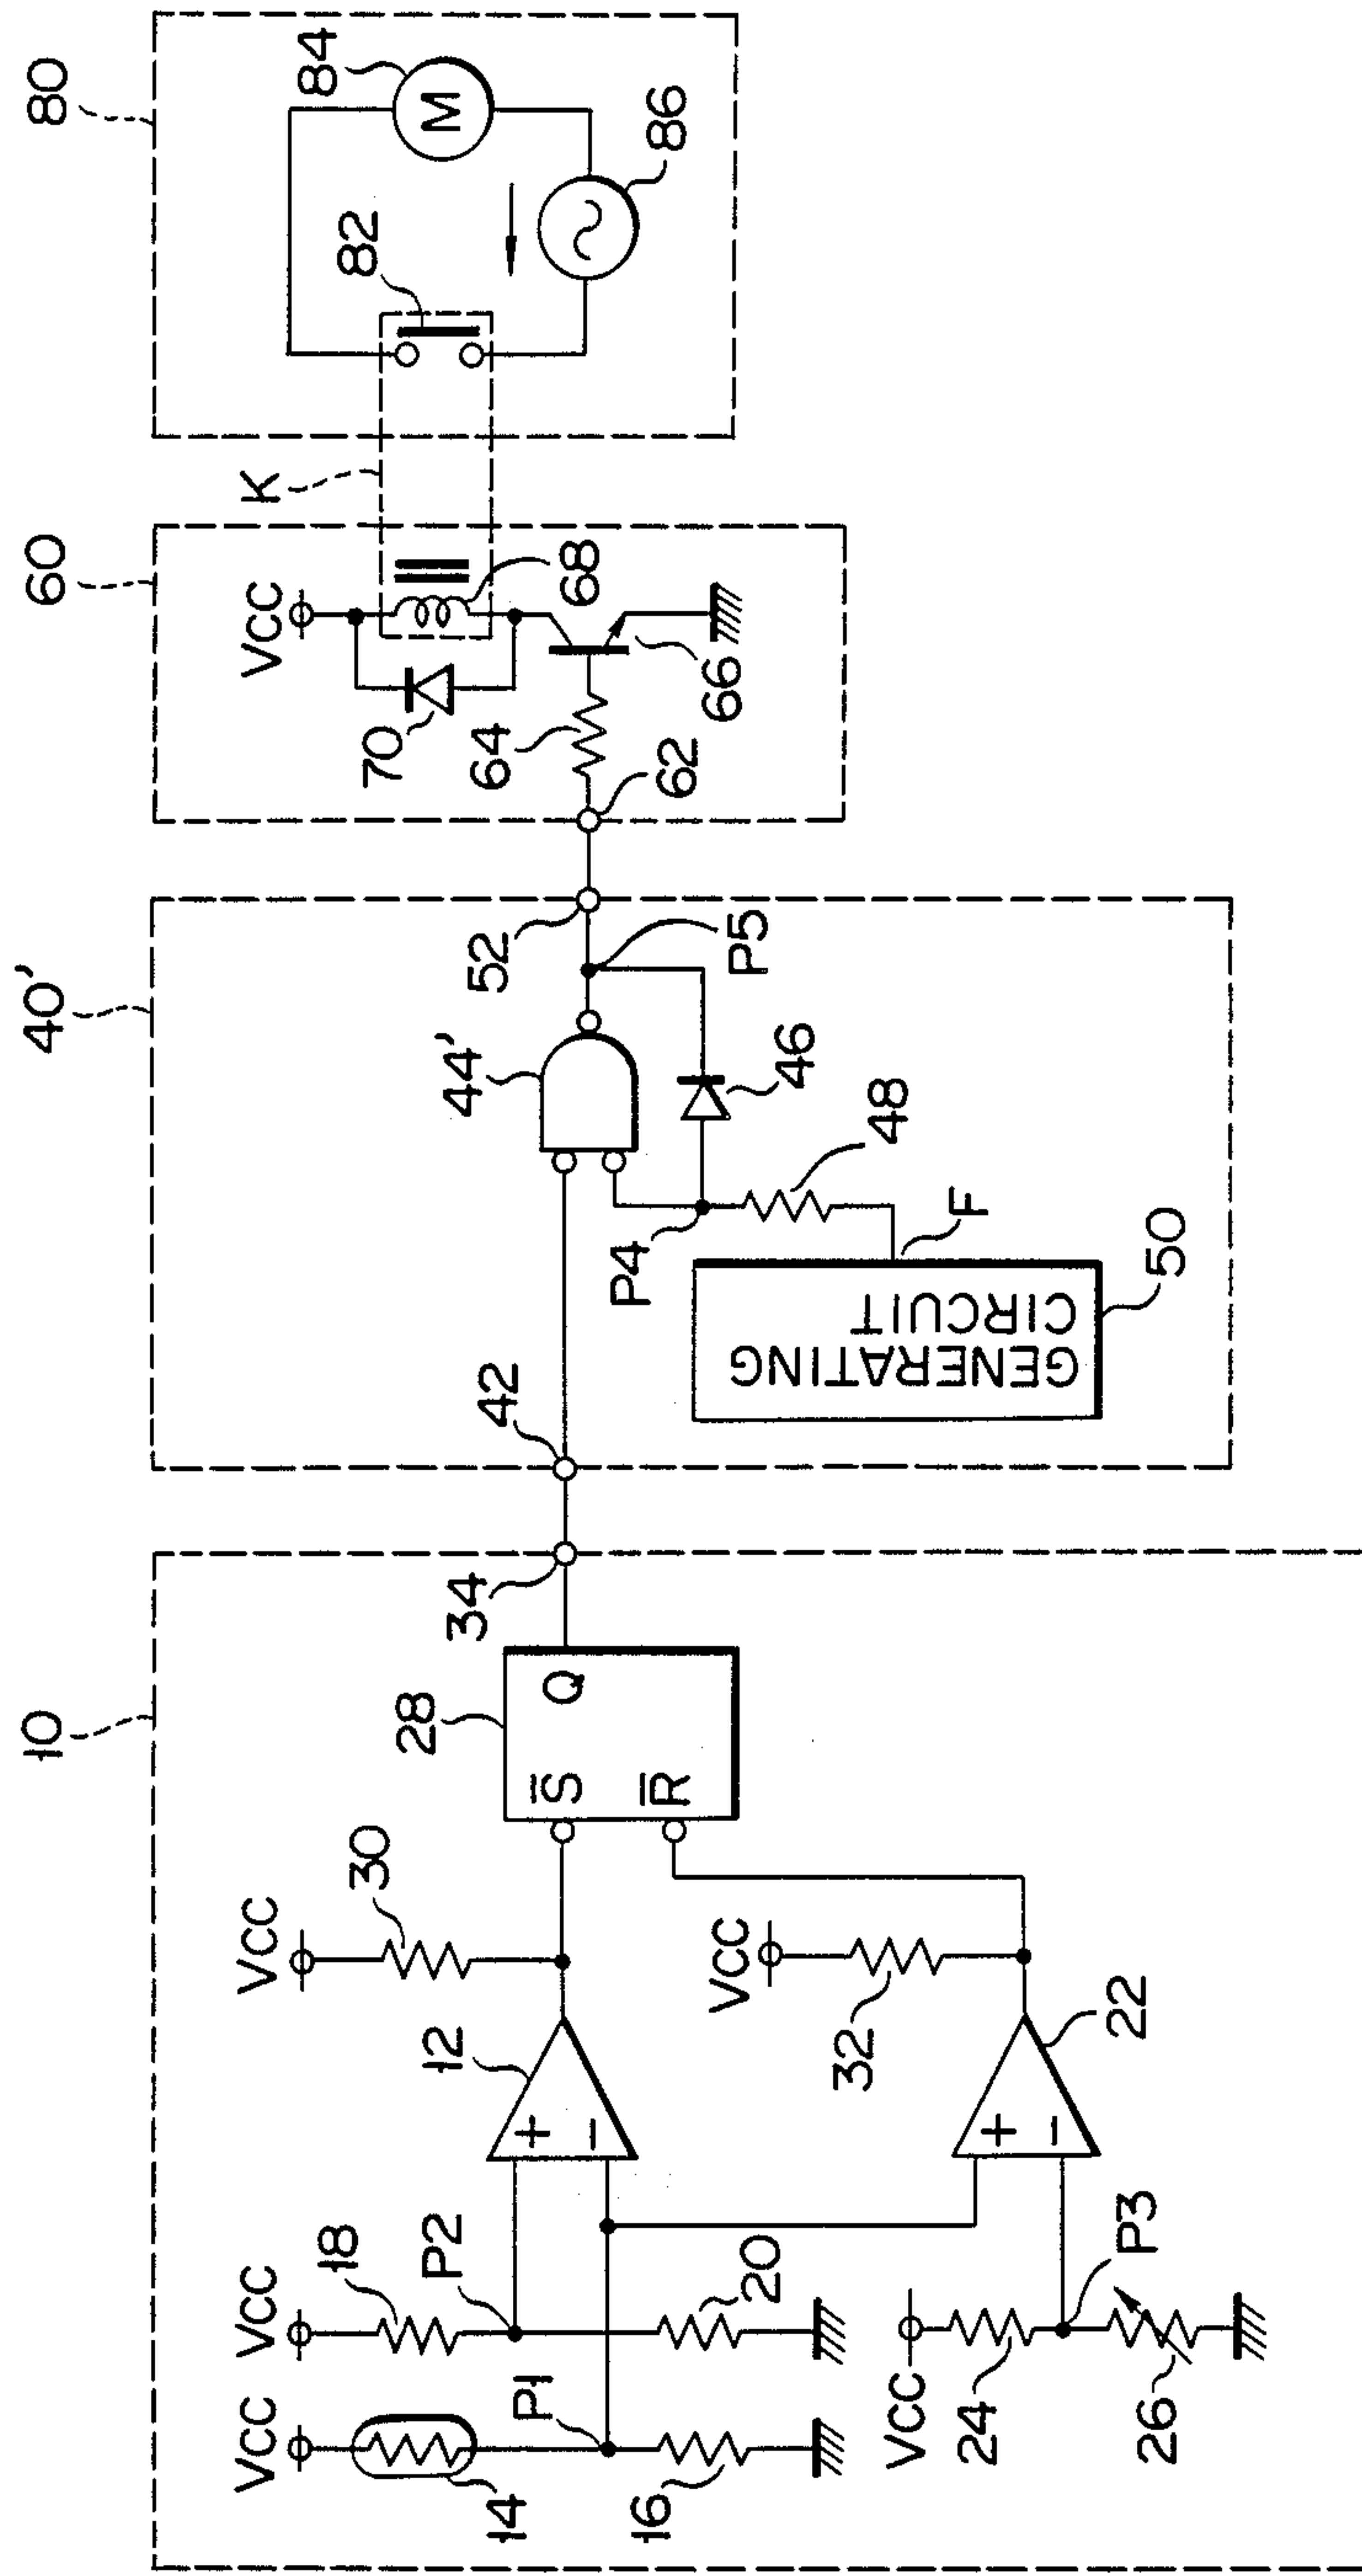 10
40'
60
80
VCC
14
P1
16
VCC
18
P2
20
VCC
24
P3
26
+
−
12
+
−
22
VCC
30
VCC
32
S̅
R̅
Q
28
34
42
44'
P4
46
48
F
GENERATING
CIRCUIT
50
P5
52
62
64
66
VCC
70
68
K
82
M
84
86